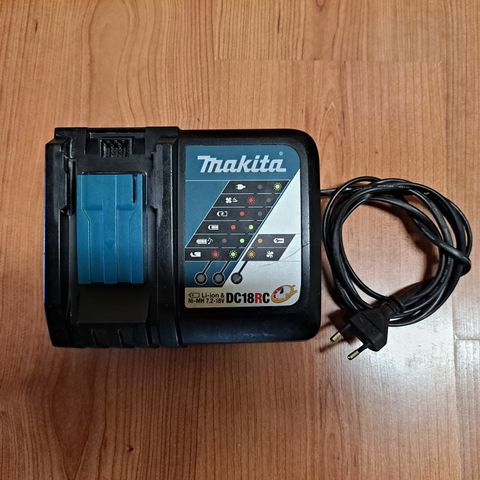 makita
Li-ion &
Ni-MH 7.2-18V
DC18RC